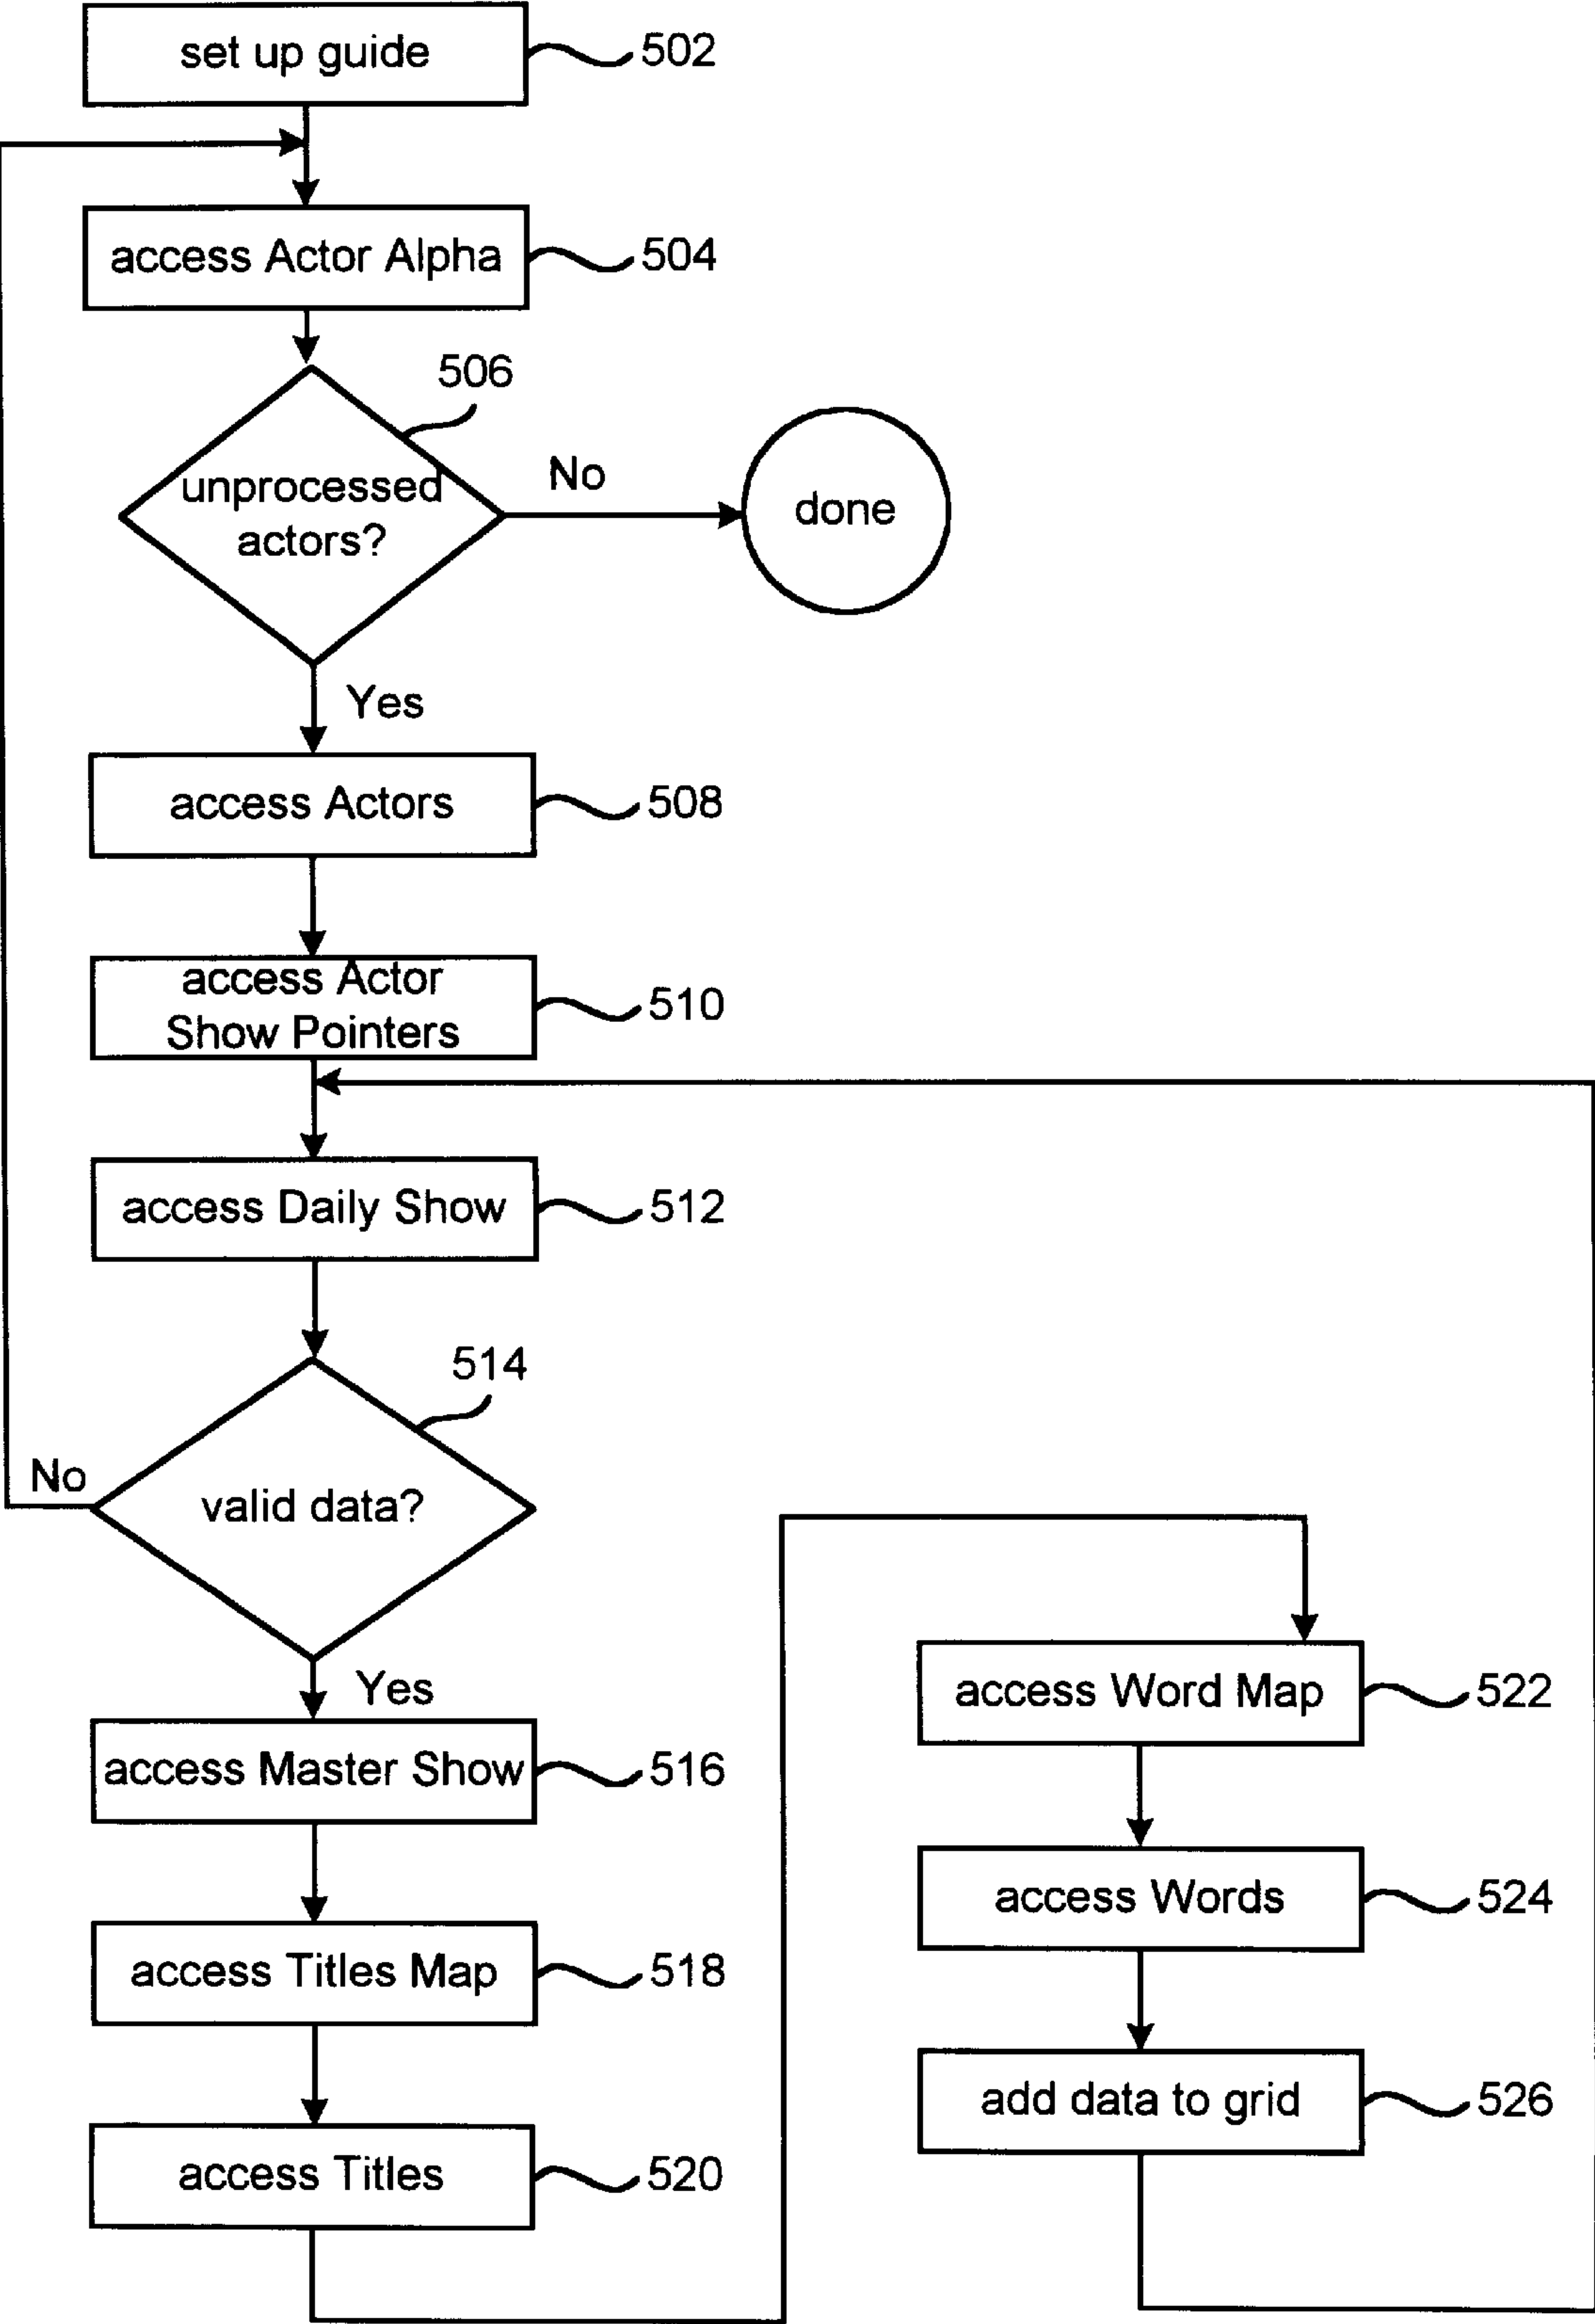 set up guide
502
access Actor Alpha
504
506
unprocessed
actors?
No
done
Yes
access Actors
508
access Actor
Show Pointers
510
access Daily Show
512
514
No
valid data?
Yes
access Master Show
516
access Titles Map
518
access Titles
520
access Word Map
522
access Words
524
add data to grid
526